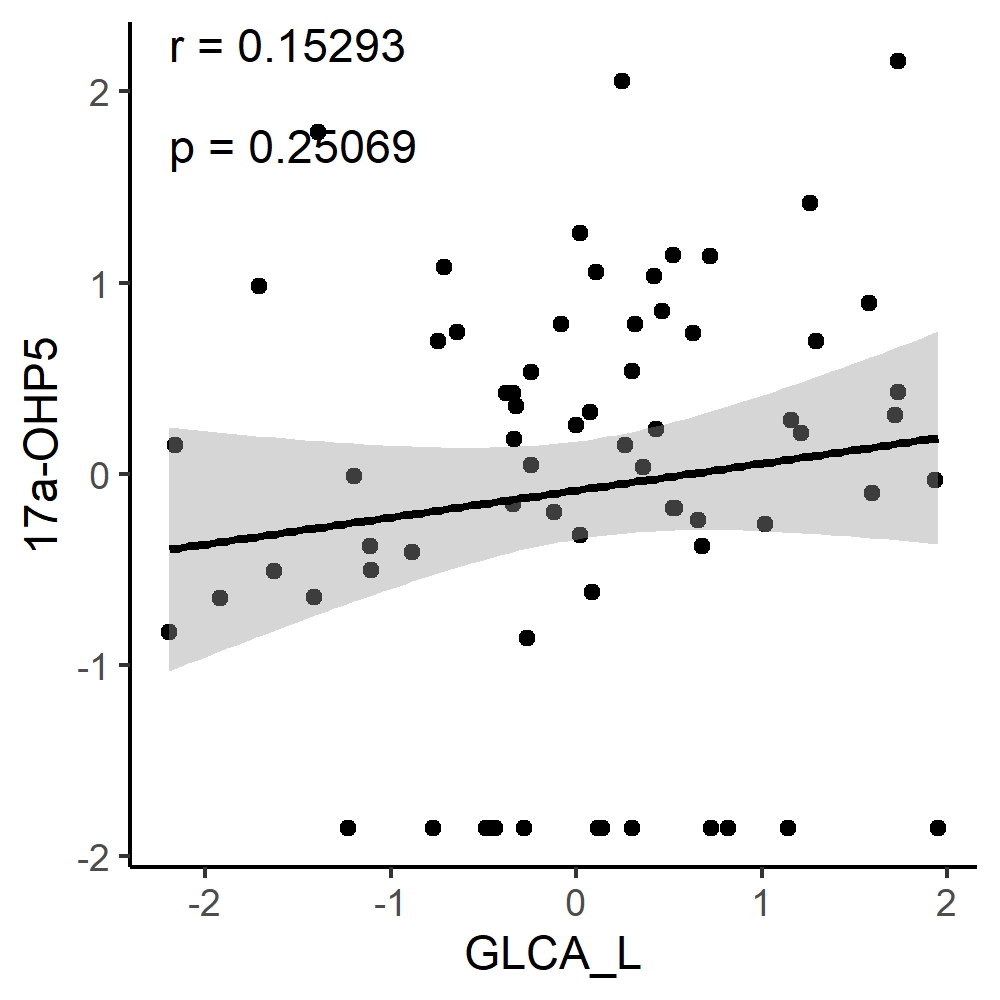 r = 0.15293
p = 0.25069
2
1
0
-1
-2
17a-OHP5
-2 -1 0 1 2
GLCA_L